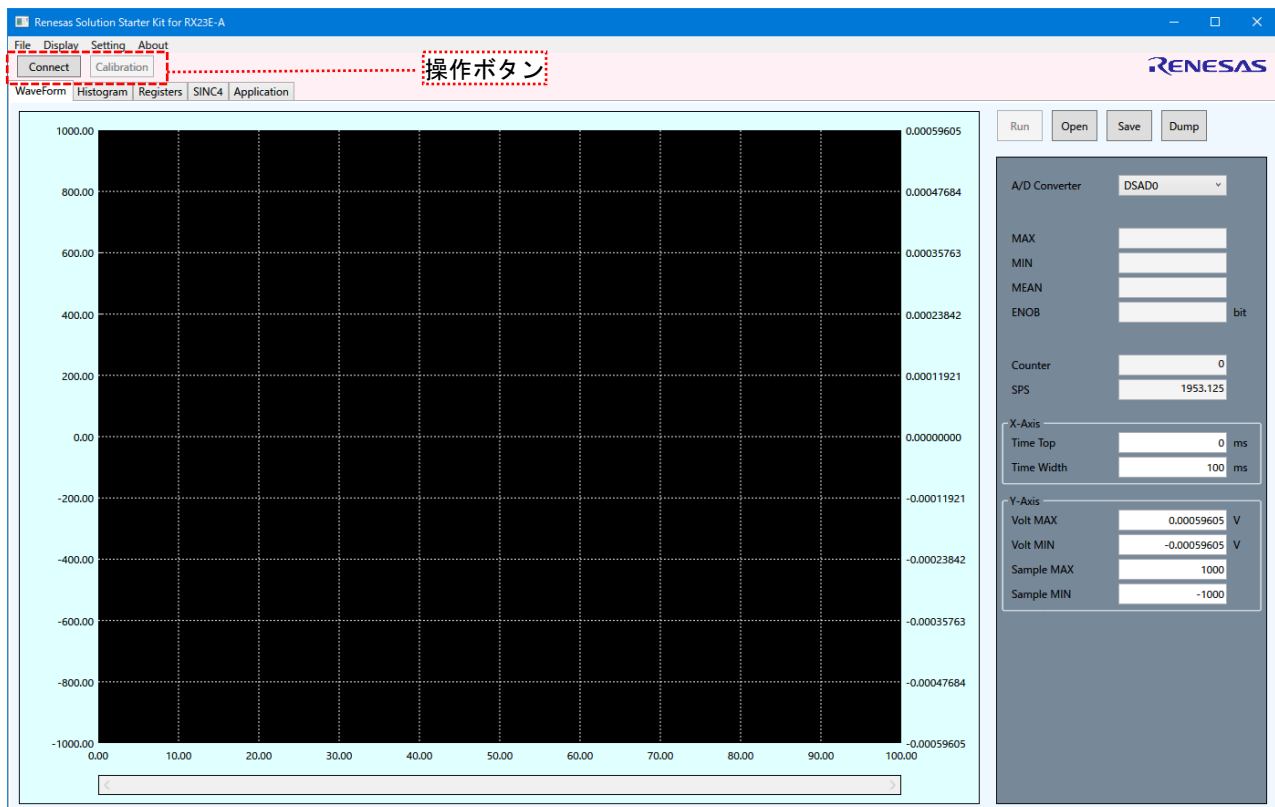 Renesas Solution Starter Kit for RX23E-A
File Display Setting About
Connect Calibration
操作ボタン
RENESAS
WaveForm Histogram Registers SINC4 Application
Run Open Save Dump
1000.00 0.00059605
800.00 0.00047684
600.00 0.00035763
400.00 0.00023842
200.00 0.00011921
0.00 0.00000000
-200.00 -0.00011921
-400.00 -0.00023842
-600.00 -0.00035763
-800.00 -0.00047684
-1000.00 -0.00059605
0.00 10.00 20.00 30.00 40.00 50.00 60.00 70.00 80.00 90.00 100.00
A/D Converter DSAD0
MAX
MIN
MEAN
ENOB bit
Counter 0
SPS 1953.125
X-Axis
Time Top 0 ms
Time Width 100 ms
Y-Axis
Volt MAX 0.00059605 V
Volt MIN -0.00059605 V
Sample MAX 1000
Sample MIN -1000